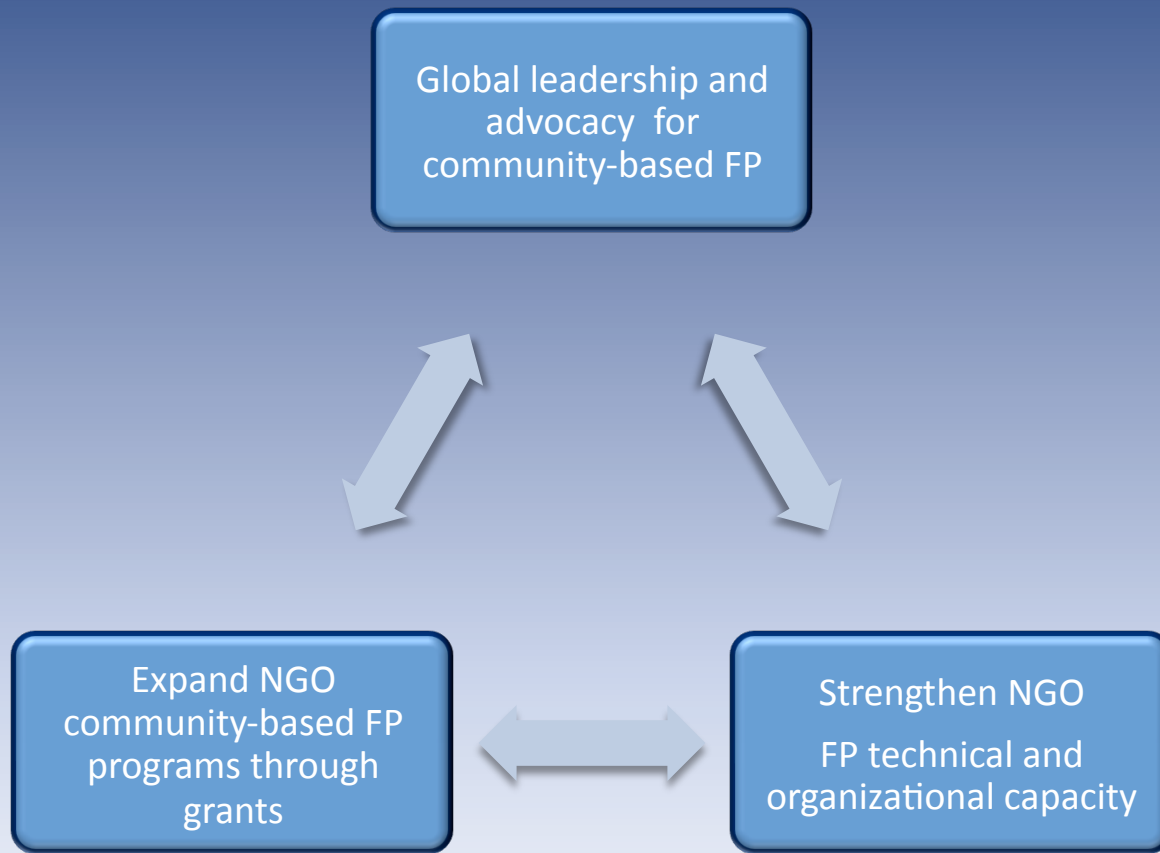 Global leadership and
advocacy for
community-based FP
Expand NGO
community-based FP
programs through
grants
Strengthen NGO
FP technical and
organizational capacity